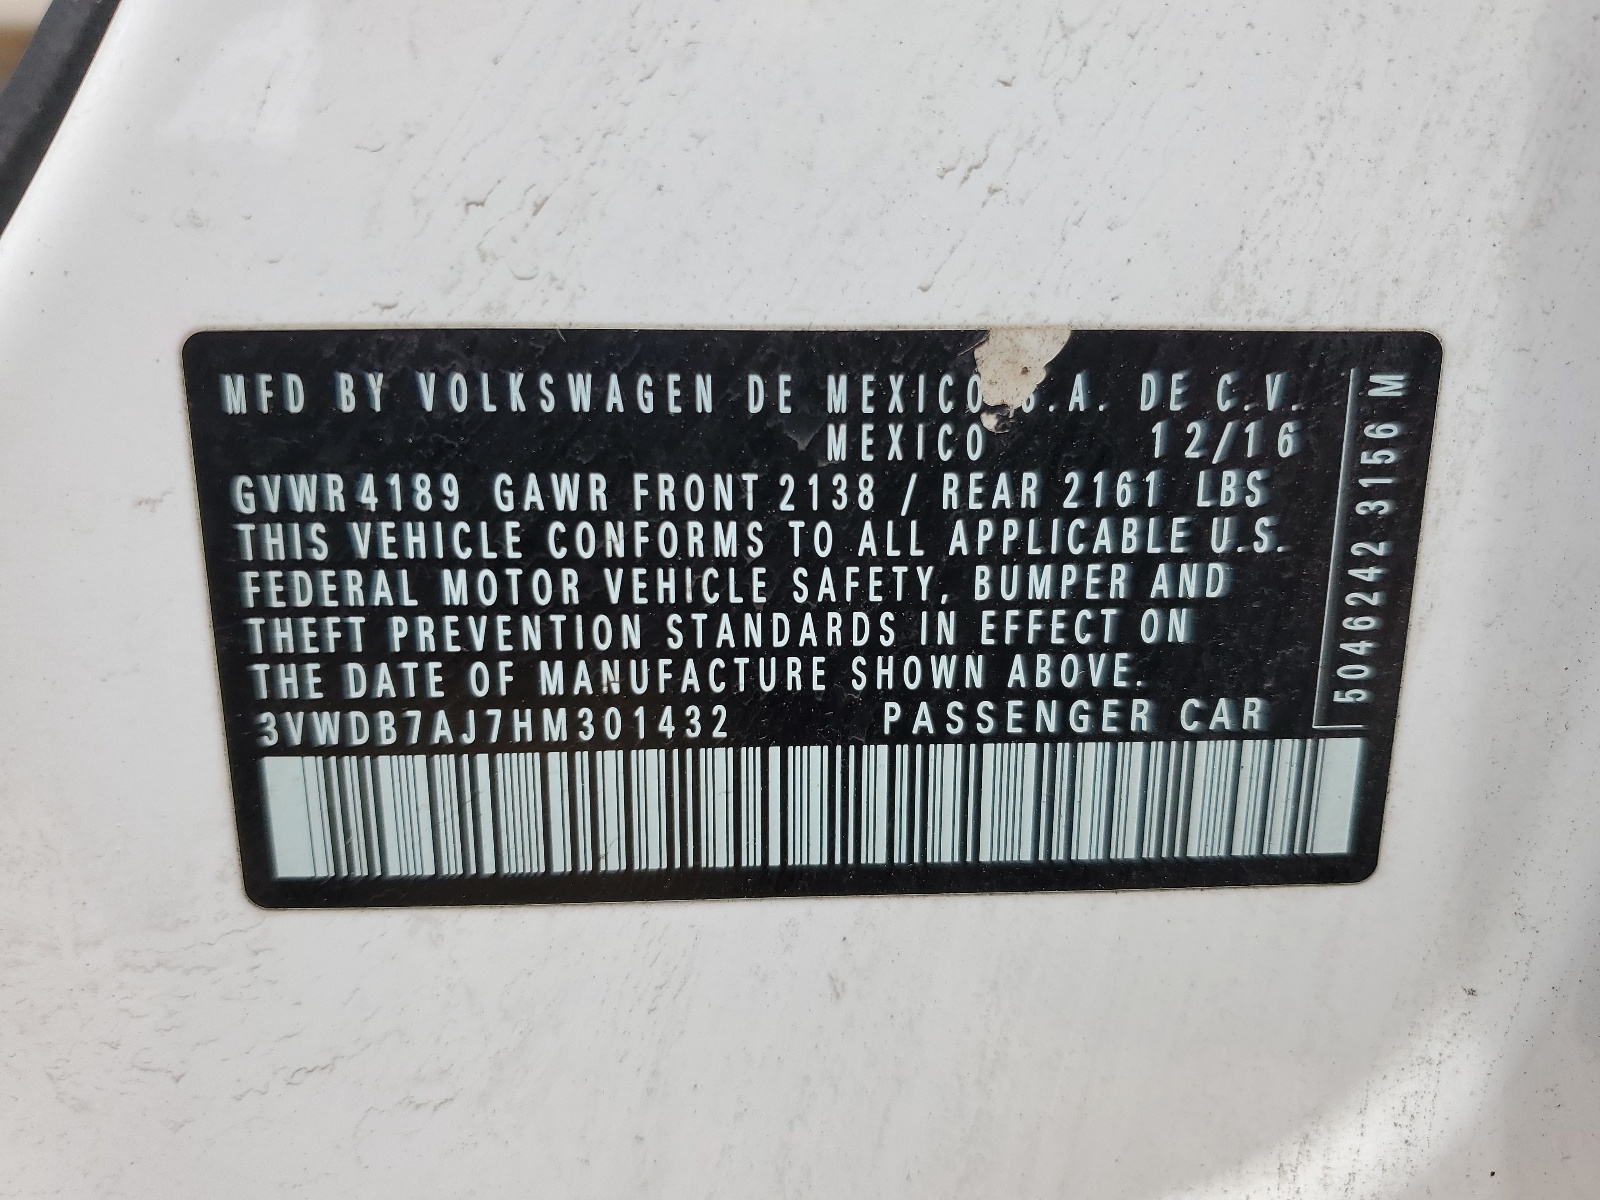 MFD BY VOLKSWAGEN DE MEXICO S.A. DE C.V.
MEXICO 12/16
GVWR 4189 GAWR FRONT 2138 / REAR 2161 LBS
THIS VEHICLE CONFORMS TO ALL APPLICABLE U.S.
FEDERAL MOTOR VEHICLE SAFETY, BUMPER AND
THEFT PREVENTION STANDARDS IN EFFECT ON
THE DATE OF MANUFACTURE SHOWN ABOVE.
3VWDB7AJ7HM301432 PASSENGER CAR
5046242 3156 M